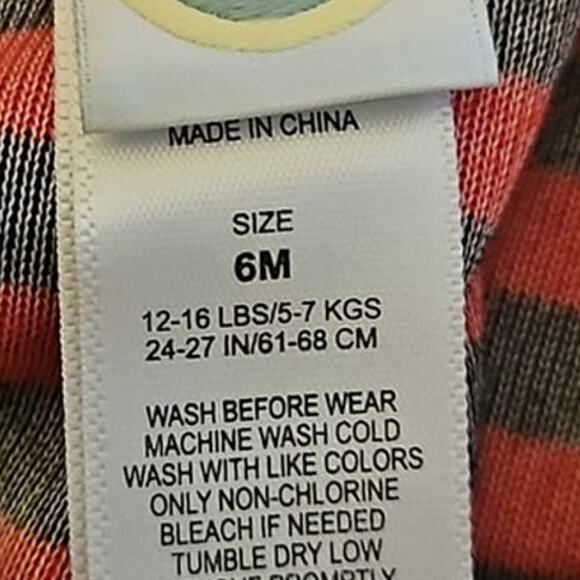 MADE IN CHINA
SIZE
6M
12-16 LBS/5-7 KGS
24-27 IN/61-68 CM
WASH BEFORE WEAR
MACHINE WASH COLD
WASH WITH LIKE COLORS
ONLY NON-CHLORINE
BLEACH IF NEEDED
TUMBLE DRY LOW
PROMPTLY